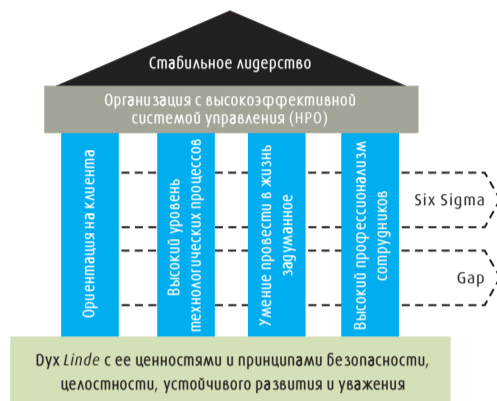 Стабильное лидерство
Организация с высокоэффективной
системой управления (HPO)
Ориентация на клиента
Высокий уровень
технологических процессов
Умение провести в жизнь
задуманное
Высокий профессионализм
сотрудников
Six Sigma
Gap
Дух Linde с ее ценностями и принципами безопасности,
целостности, устойчивого развития и уважения